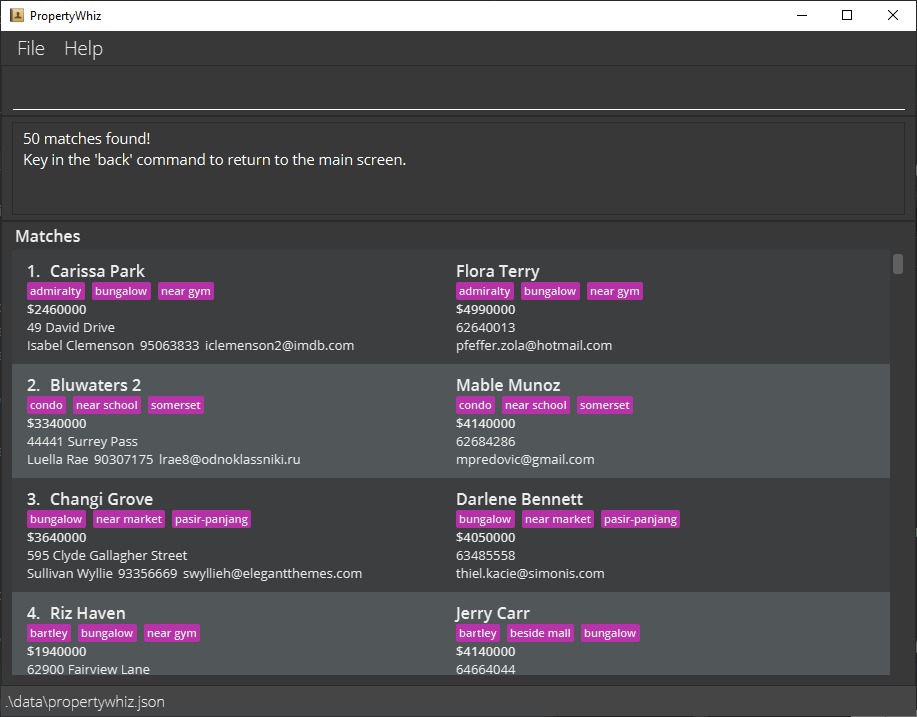 PropertyWhiz
File Help
50 matches found!
Key in the 'back' command to return to the main screen.
Matches
1. Carissa Park
admiralty bungalow near gym
$2460000
49 David Drive
Isabel Clemenson 95063833 iclemenson2@imdb.com
Flora Terry
admiralty bungalow near gym
$4990000
62640013
pfeffer.zola@hotmail.com
2. Bluwaters 2
condo near school somerset
$3340000
44441 Surrey Pass
Luella Rae 90307175 lrae8@odnoklassniki.ru
Mable Munoz
condo near school somerset
$4140000
62684286
mpredovic@gmail.com
3. Changi Grove
bungalow near market pasir-panjang
$3640000
595 Clyde Gallagher Street
Sullivan Wyllie 93356669 swyllieh@elegantthemes.com
Darlene Bennett
bungalow near market pasir-panjang
$4050000
63485558
thiel.kacie@simonis.com
4. Riz Haven
bartley bungalow near gym
$1940000
62900 Fairview Lane
Jerry Carr
bartley beside mall bungalow
$4140000
64664044
.\data\propertywhiz.json